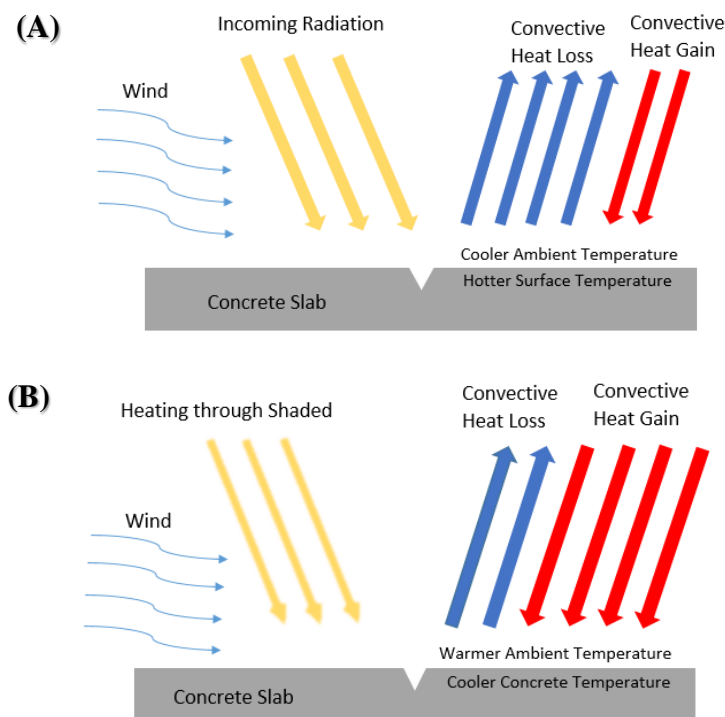 (A)
Incoming Radiation
Convective
Heat Loss
Convective
Heat Gain
Wind
Cooler Ambient Temperature
Hotter Surface Temperature
Concrete Slab
(B)
Heating through Shaded
Convective
Heat Loss
Convective
Heat Gain
Wind
Warmer Ambient Temperature
Cooler Concrete Temperature
Concrete Slab